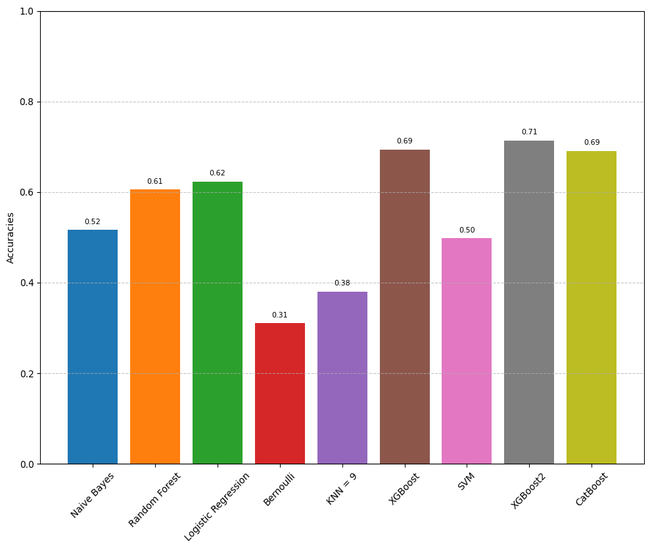 1.0
0.8
0.6
0.4
0.2
0.0
Accuracies
0.52
0.61
0.62
0.31
0.38
0.69
0.50
0.71
0.69
Naive Bayes
Random Forest
Logistic Regression
Bernoulli
KNN = 9
XGBoost
SVM
XGBoost2
CatBoost